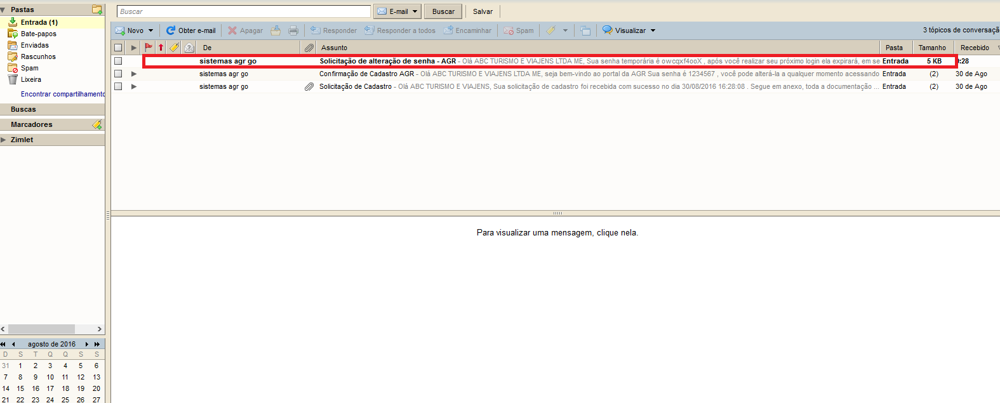 Pastas
Entrada (1)
Bate-papos
Enviadas
Rascunhos
Spam
Lixeira
Encontrar compartilhamento
Buscas
Marcadores
Zimlet
agosto de 2016
D S T Q Q S S
31 1 2 3 4 5 6
7 8 9 10 11 12 13
14 15 16 17 18 19 20
21 22 23 24 25 26 27
Buscar E-mail Buscar Salvar
Novo Obter e-mail Apagar Responder Responder a todos Encaminhar Spam Visualizar 3 tópicos de conversaçã
De Assunto Pasta Tamanho Recebido
sistemas agr go Solicitação de alteração de senha - AGR - Olá ABC TURISMO E VIAJENS LTDA ME, Sua senha temporária é owcqxf4ooX , após você realizar seu próximo login ela expirará, em se Entrada 5 KB :28
sistemas agr go Confirmação de Cadastro AGR - Olá ABC TURISMO E VIAJENS LTDA ME, seja bem-vindo ao portal da AGR Sua senha é 1234567 , você pode alterá-la a qualquer momento acessando Entrada (2) 30 de Ago
sistemas agr go Solicitação de Cadastro - Olá ABC TURISMO E VIAJENS, Sua solicitação de cadastro foi recebida com sucesso no dia 30/08/2016 16:28:08 . Segue em anexo, toda a documentação ... Entrada (2) 30 de Ago
Para visualizar uma mensagem, clique nela.